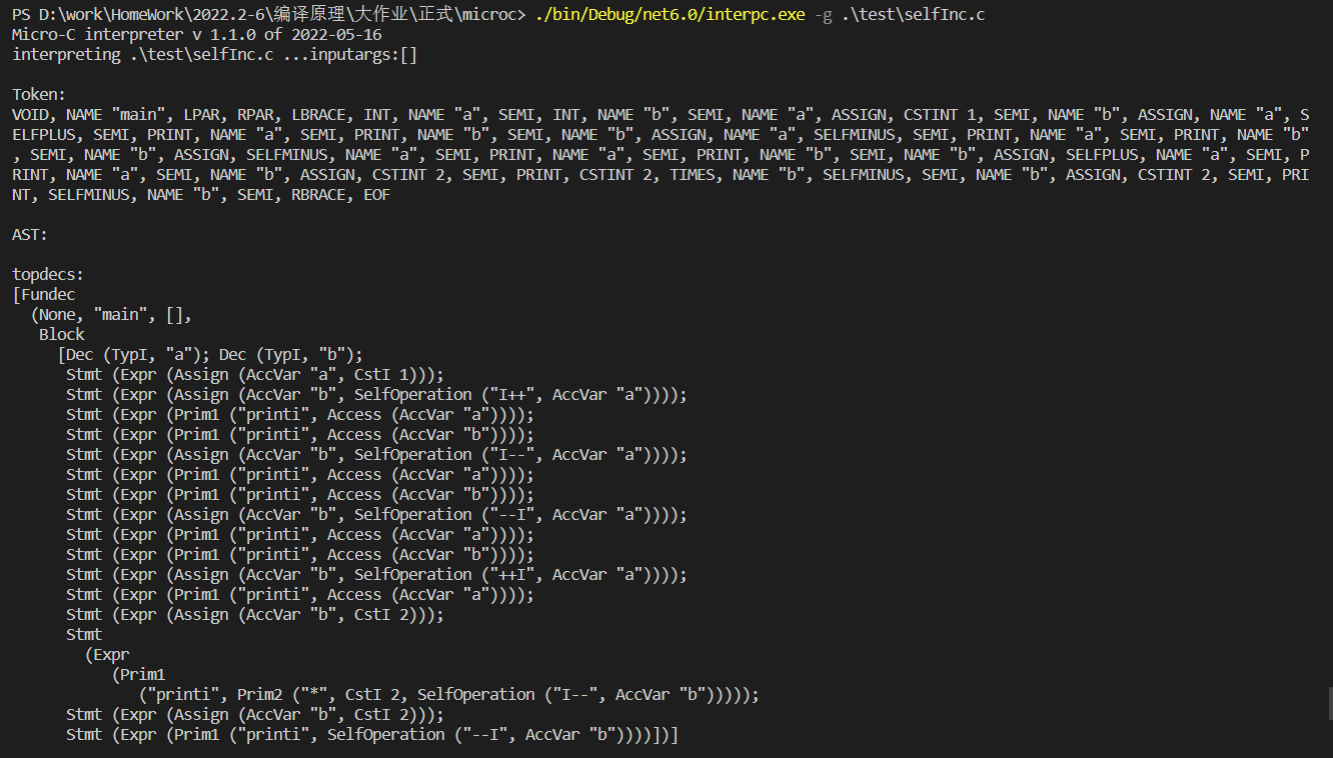 PS D:\work\HomeWork\2022.2-6\编译原理\大作业\正式\microc> ./bin/Debug/net6.0/interpc.exe -g .\test\selfInc.c
Micro-C interpreter v 1.1.0 of 2022-05-16
interpreting .\test\selfInc.c ...inputargs:[]
Token:
VOID, NAME "main", LPAR, RPAR, LBRACE, INT, NAME "a", SEMI, INT, NAME "b", SEMI, NAME "a", ASSIGN, CSTINT 1, SEMI, NAME "b", ASSIGN, NAME "a", S
ELFPLUS, SEMI, PRINT, NAME "a", SEMI, PRINT, NAME "b", SEMI, NAME "b", ASSIGN, NAME "a", SELFMINUS, SEMI, PRINT, NAME "a", SEMI, PRINT, NAME "b"
, SEMI, NAME "b", ASSIGN, SELFMINUS, NAME "a", SEMI, PRINT, NAME "a", SEMI, PRINT, NAME "b", SEMI, NAME "b", ASSIGN, SELFPLUS, NAME "a", SEMI, P
RINT, NAME "a", SEMI, NAME "b", ASSIGN, CSTINT 2, SEMI, PRINT, CSTINT 2, TIMES, NAME "b", SELFMINUS, SEMI, NAME "b", ASSIGN, CSTINT 2, SEMI, PRI
NT, SELFMINUS, NAME "b", SEMI, RBRACE, EOF
AST:
topdecs:
[Fundec
(None, "main", [],
Block
[Dec (TypI, "a"); Dec (TypI, "b");
Stmt (Expr (Assign (AccVar "a", CstI 1)));
Stmt (Expr (Assign (AccVar "b", SelfOperation ("I++", AccVar "a"))));
Stmt (Expr (Prim1 ("printi", Access (AccVar "a"))));
Stmt (Expr (Prim1 ("printi", Access (AccVar "b"))));
Stmt (Expr (Assign (AccVar "b", SelfOperation ("I--", AccVar "a"))));
Stmt (Expr (Prim1 ("printi", Access (AccVar "a"))));
Stmt (Expr (Prim1 ("printi", Access (AccVar "b"))));
Stmt (Expr (Assign (AccVar "b", SelfOperation ("--I", AccVar "a"))));
Stmt (Expr (Prim1 ("printi", Access (AccVar "a"))));
Stmt (Expr (Prim1 ("printi", Access (AccVar "b"))));
Stmt (Expr (Assign (AccVar "b", SelfOperation ("++I", AccVar "a"))));
Stmt (Expr (Prim1 ("printi", Access (AccVar "a"))));
Stmt (Expr (Assign (AccVar "b", CstI 2)));
Stmt
(Expr
(Prim1
("printi", Prim2 ("*", CstI 2, SelfOperation ("I--", AccVar "b")))));
Stmt (Expr (Assign (AccVar "b", CstI 2)));
Stmt (Expr (Prim1 ("printi", SelfOperation ("--I", AccVar "b"))))])]